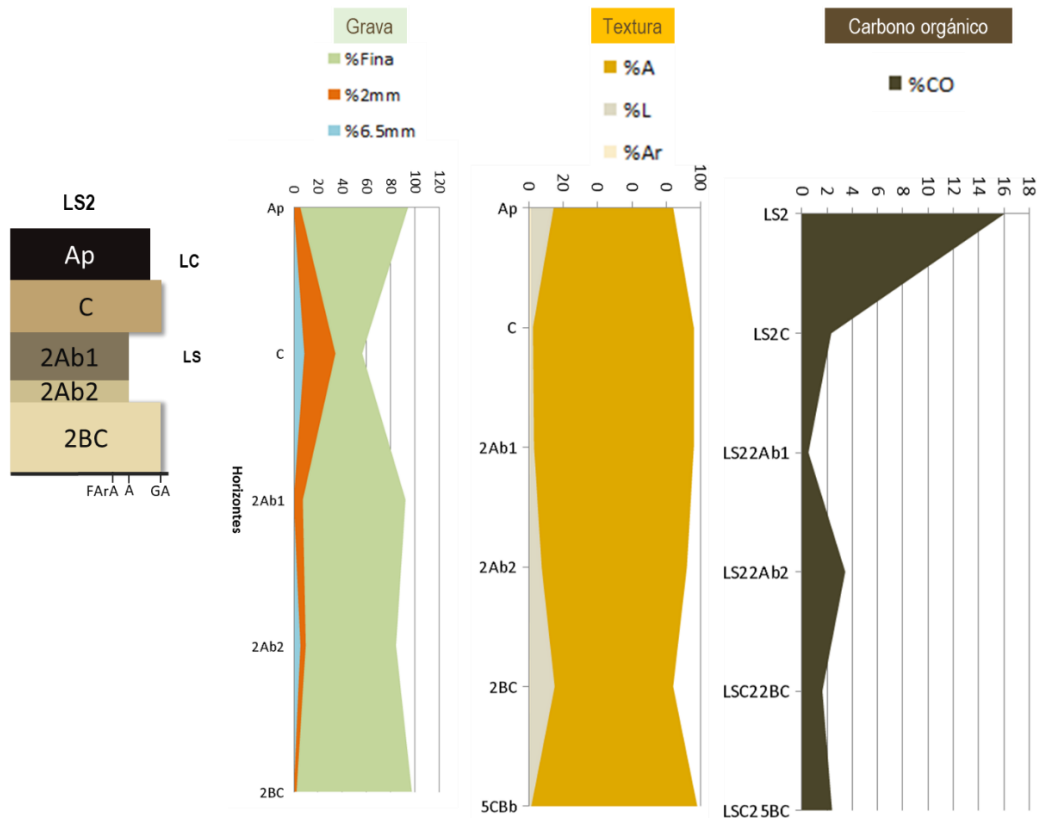 LS2
Ap
LC
C
2Ab1
LS
2Ab2
2BC
FArA A GA
Grava
%Fina
%2mm
%6.5mm
0 20 40 60 80 100 120
Horizontes
Ap
C
2Ab1
2Ab2
2BC
Textura
%A
%L
%Ar
0 20 0 0 0 100
Ap
C
2Ab1
2Ab2
2BC
5CBb
Carbono orgánico
%CO
0 2 4 6 8 10 12 14 16 18
LS2
LS2C
LS22Ab1
LS22Ab2
LSC22BC
LSC25BC